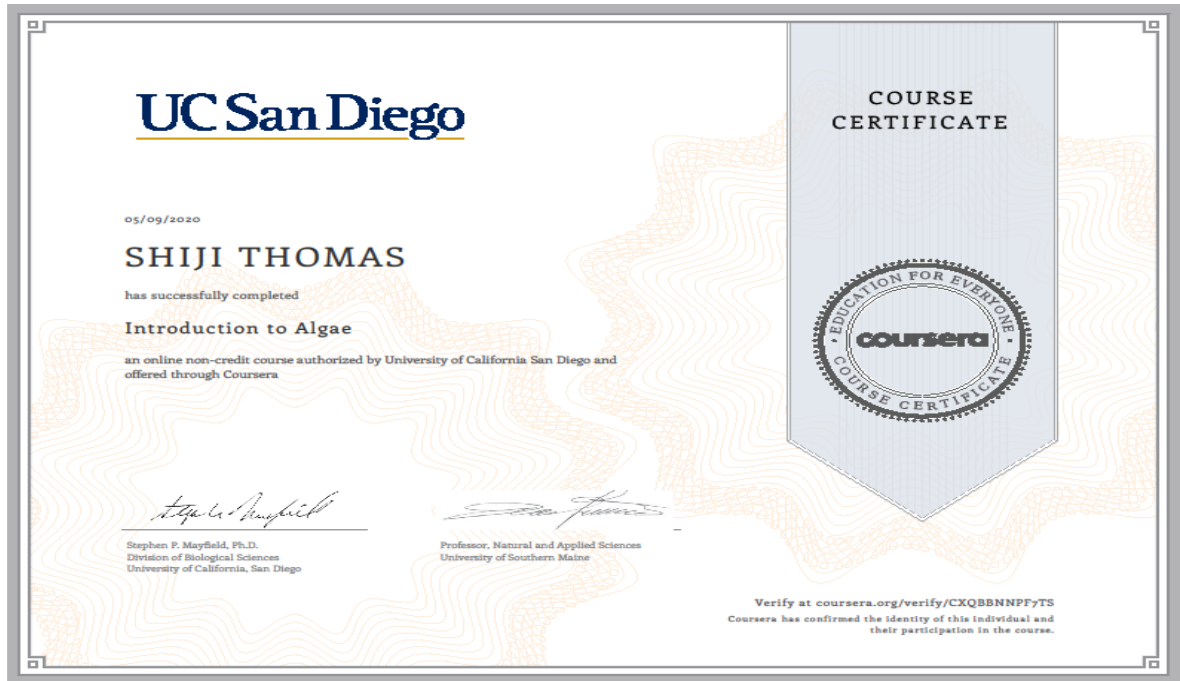 UC San Diego
05/09/2020
SHIJI THOMAS
has successfully completed
Introduction to Algae
an online non-credit course authorized by University of California San Diego and
offered through Coursera
Stephen P. Mayfield, Ph.D.
Division of Biological Sciences
University of California, San Diego
Professor, Natural and Applied Sciences
University of Southern Maine
COURSE
CERTIFICATE
EDUCATION FOR EVERYONE
coursera
COURSE CERTIFICATE
Verify at coursera.org/verify/CXQBBNNPF7TS
Coursera has confirmed the identity of this individual and
their participation in the course.